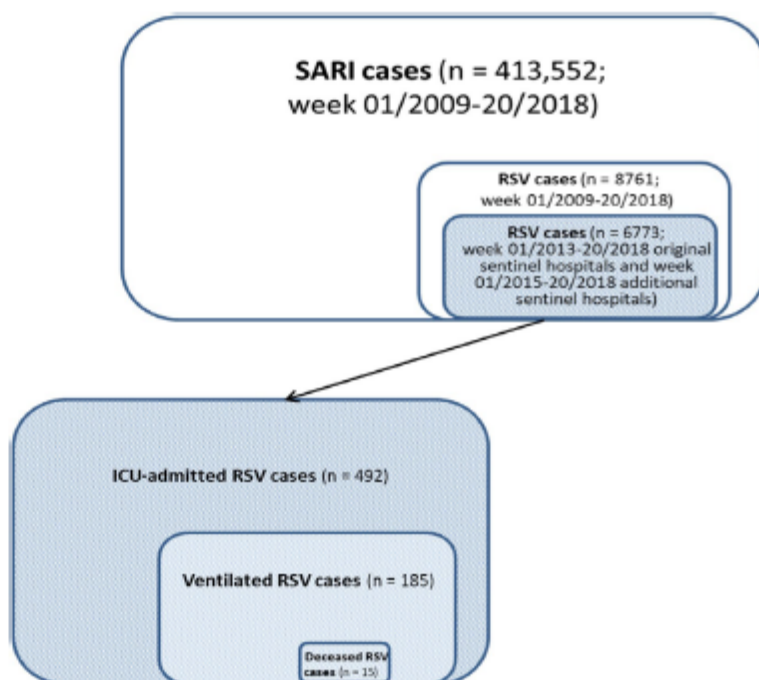 SARI cases (n = 413,552;
week 01/2009-20/2018)
RSV cases (n = 8761;
week 01/2009-20/2018)
RSV cases (n = 6773;
week 01/2013-20/2018 original
sentinel hospitals and week
01/2015-20/2018 additional
sentinel hospitals)
ICU-admitted RSV cases (n = 492)
Ventilated RSV cases (n = 185)
Deceased RSV
cases (n = 15)